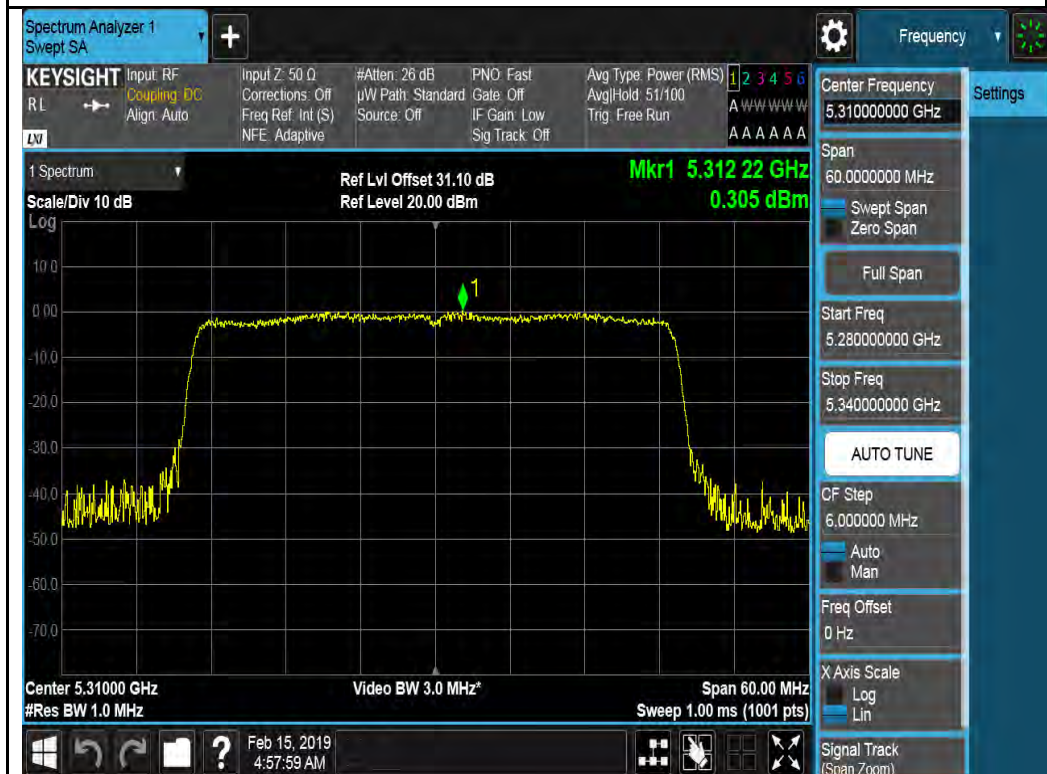 Spectrum Analyzer 1
Swept SA
+
Frequency
KEYSIGHT
RL
LXI
Input: RF
Coupling: DC
Align: Auto
Input Z: 50 Ω
Corrections: Off
Freq Ref: Int (S)
NFE: Adaptive
#Atten: 26 dB
µW Path: Standard
Source: Off
PNO: Fast
Gate: Off
IF Gain: Low
Sig Track: Off
Avg Type: Power (RMS)
Avg|Hold: 51/100
Trig: Free Run
1 2 3 4 5 6
A W W W W W
A A A A A A
1 Spectrum
Scale/Div 10 dB
Ref Lvl Offset 31.10 dB
Ref Level 20.00 dBm
Mkr1 5.312 22 GHz
0.305 dBm
Log
10.0
0.00
-10.0
-20.0
-30.0
-40.0
-50.0
-60.0
-70.0
1
Center 5.31000 GHz
#Res BW 1.0 MHz
Video BW 3.0 MHz*
Span 60.00 MHz
Sweep 1.00 ms (1001 pts)
?
Feb 15, 2019
4:57:59 AM
Center Frequency
5.310000000 GHz
Span
60.0000000 MHz
Swept Span
Zero Span
Full Span
Start Freq
5.280000000 GHz
Stop Freq
5.340000000 GHz
AUTO TUNE
CF Step
6.000000 MHz
Auto
Man
Freq Offset
0 Hz
X Axis Scale
Log
Lin
Signal Track
(Span Zoom)
Settings